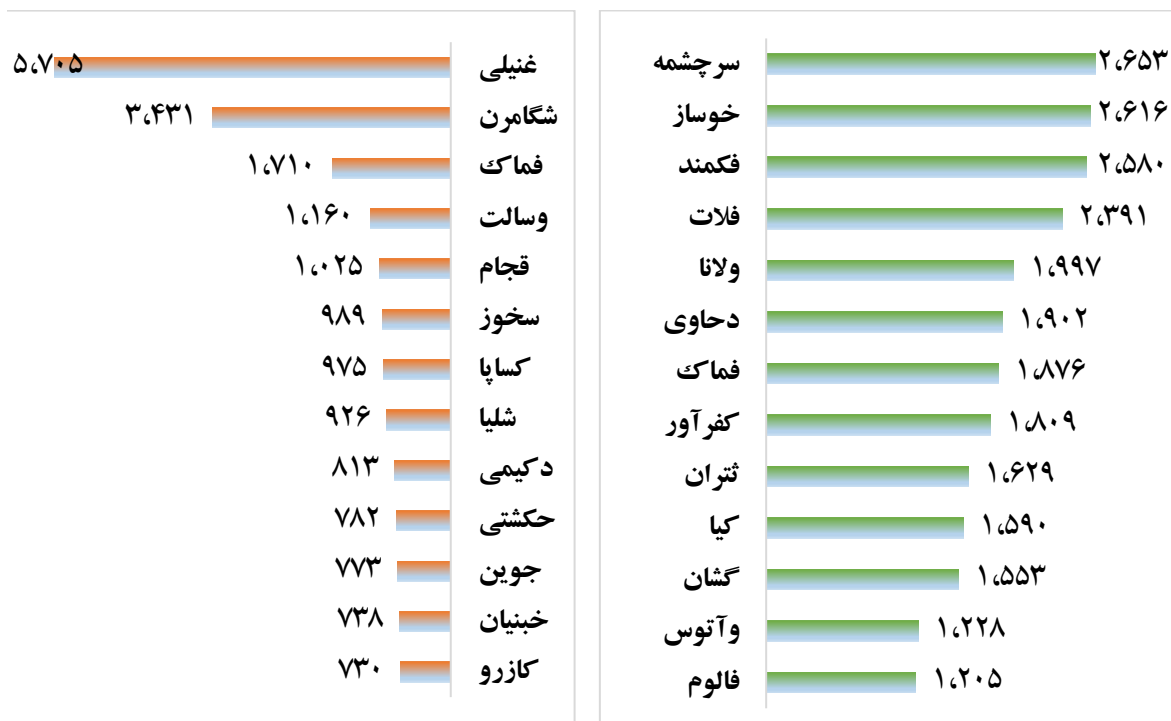 سرچشمه ۲،۶۵۳
خوساز ۲،۶۱۶
فکمند ۲،۵۸۰
فلات ۲،۳۹۱
ولانا ۱،۹۹۷
دحاوی ۱،۹۰۲
فماک ۱،۸۷۶
کفرآور ۱،۸۰۹
ثتران ۱،۶۲۹
کیا ۱،۵۹۰
گشان ۱،۵۵۳
وآتوس ۱،۲۲۸
فالوم ۱،۲۰۵
غنیلی ۵،۷۰۵
شگامرن ۳،۴۳۱
فماک ۱،۷۱۰
وسالت ۱،۱۶۰
قجام ۱،۰۲۵
سخوز ۹۸۹
کساپا ۹۷۵
شلیا ۹۲۶
دکیمی ۸۱۳
حکشتی ۷۸۲
جوین ۷۷۳
خبنیان ۷۳۸
کازرو ۷۳۰